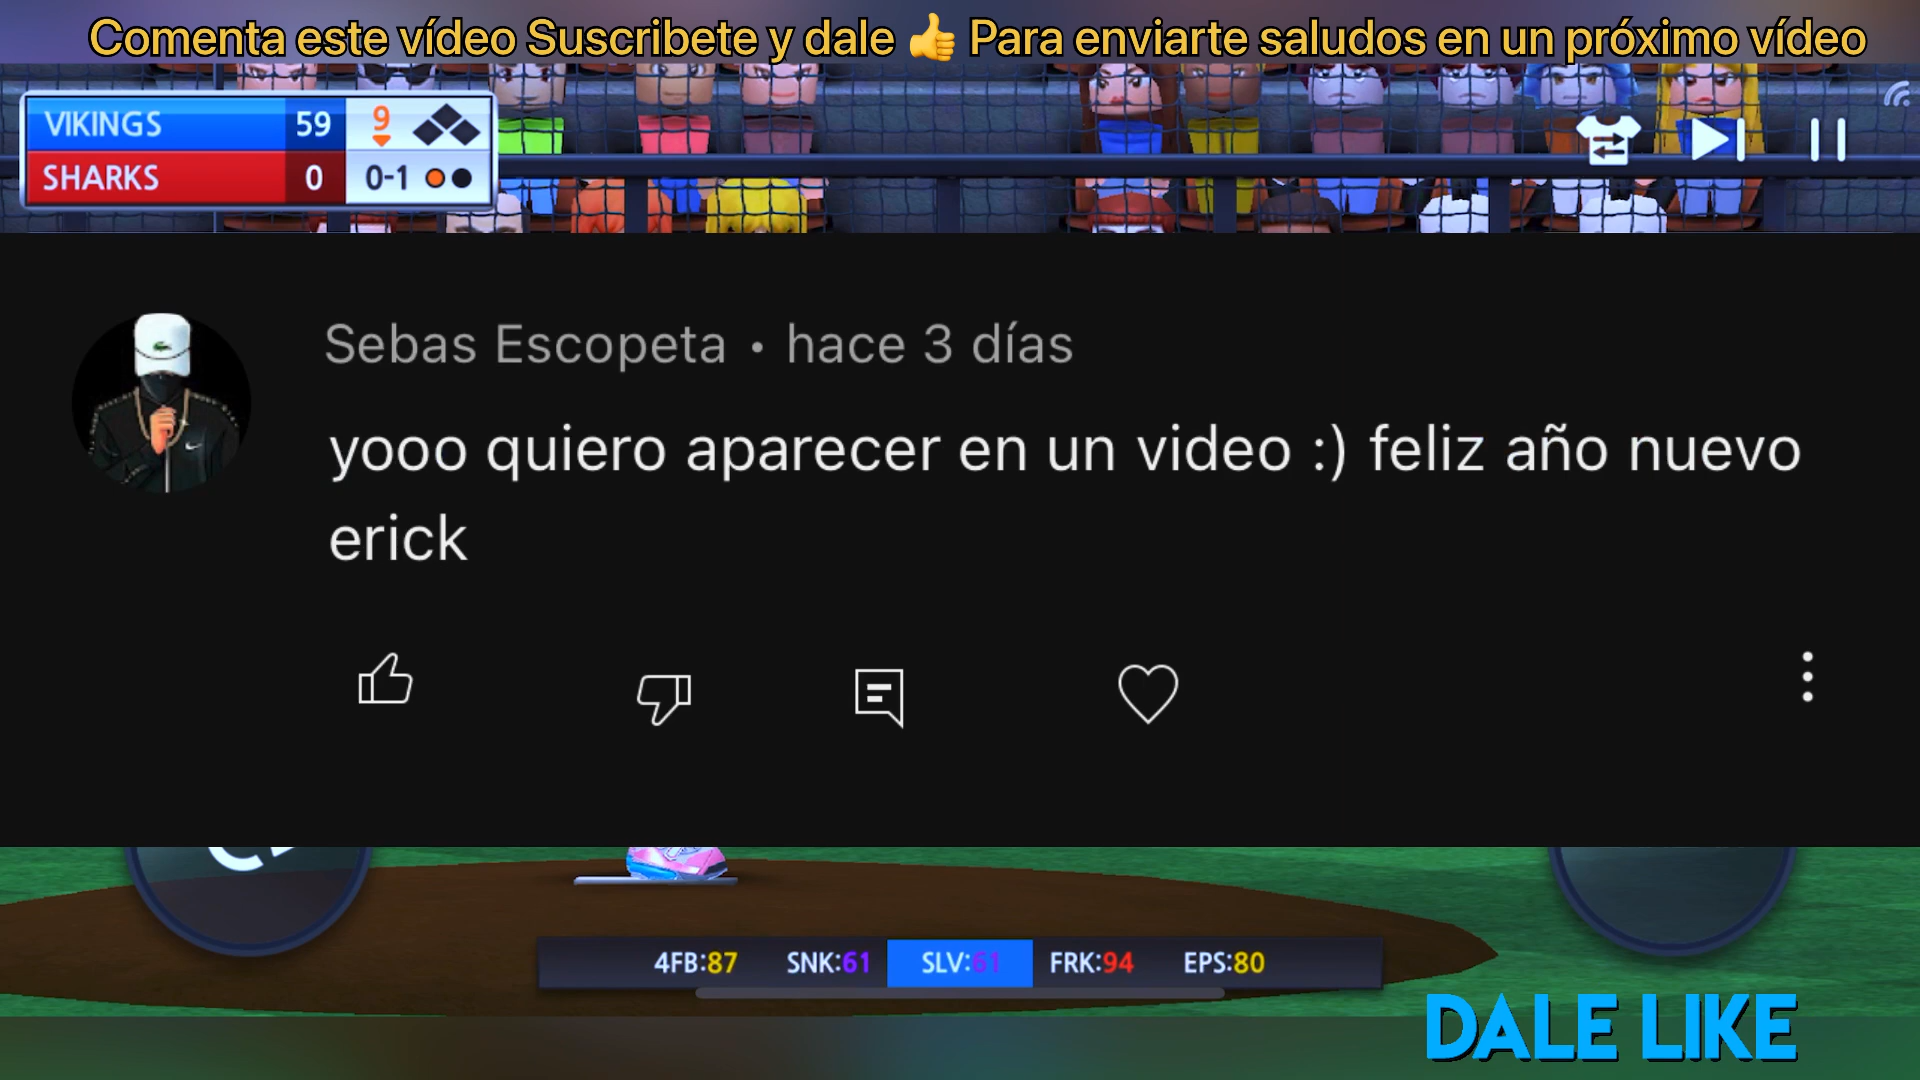 Comenta este vídeo Suscribete y dale 👍 Para enviarte saludos en un próximo vídeo
VIKINGS 59 9
SHARKS 0 0-1
Sebas Escopeta • hace 3 días
yooo quiero aparecer en un video :) feliz año nuevo
erick
4FB:87 SNK:61 SLV:61 FRK:94 EPS:80
DALE LIKE